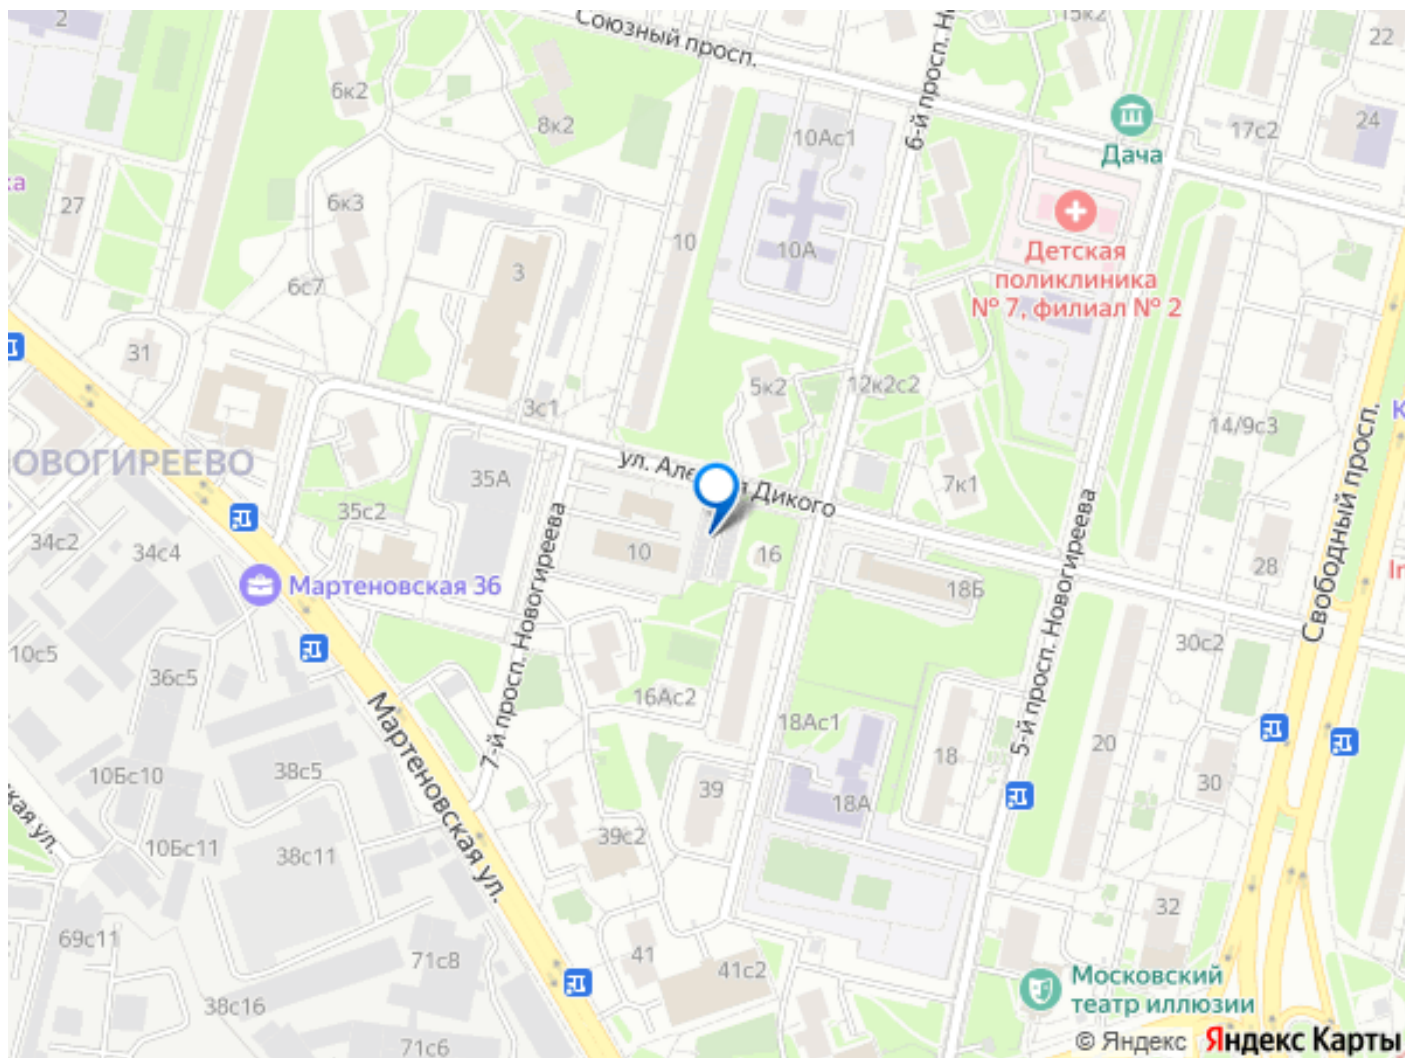 2
Союзный просп.
15к2
22
6к2
8к2
10Ас1
6-й просп. Н
17с2
24
Дача
ка
27
6к3
10
10А
3
6с7
Детская
поликлиника
№ 7, филиал № 2
31
3с1
5к2
12к2с2
14/9с3
К
ОВОГИРЕЕВО
35А
ул. Але
я Дикого
7к1
35с2
34с2
34с4
10
16
28
In
Мартеновская 36
18Б
Свободный просп.
7-й просп. Новогиреева
5-й просп. Новогиреева
30с2
10с5
36с5
16Ас2
18Ас1
Мартеновская ул.
18
20
10Бс10
38с5
39
18А
30
кая ул.
10Бс11
38с11
39с2
32
69с11
71с8
41
41с2
Московский
театр иллюзии
38с16
71с6
© Яндекс Яндекс Карты